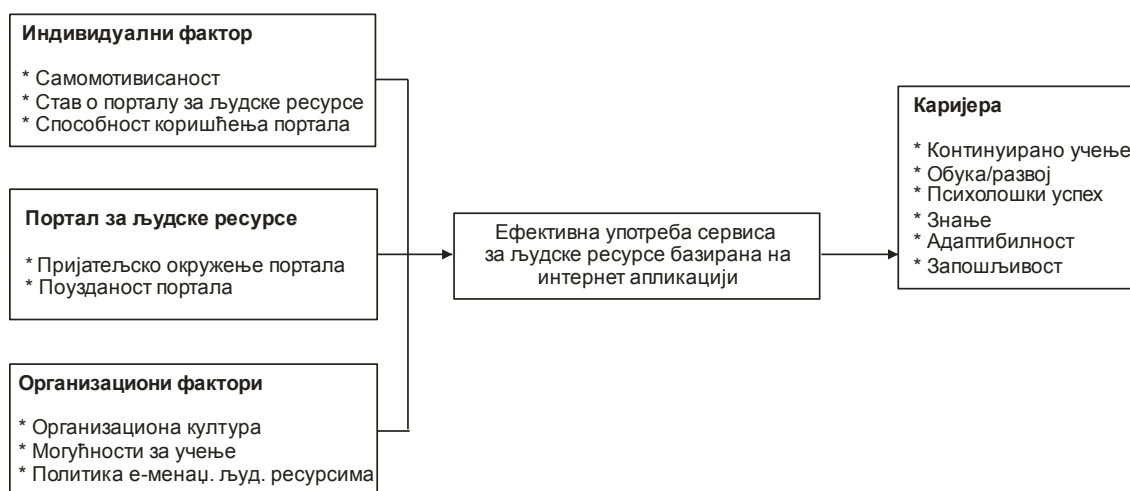 Индивидуални фактор
* Самомотивисаност
* Став о порталу за људске ресурсе
* Способност коришћења портала
Портал за људске ресурсе
* Пријатељско окружење портала
* Поузданост портала
Организациони фактори
* Организациона култура
* Могућности за учење
* Политика е-менаџ. људ. ресурсима
Ефективна употреба сервиса
за људске ресурсе базирана на
интернет апликацији
Каријера
* Континуирано учење
* Обука/развој
* Психолошки успех
* Знање
* Адаптибилност
* Запошљивост